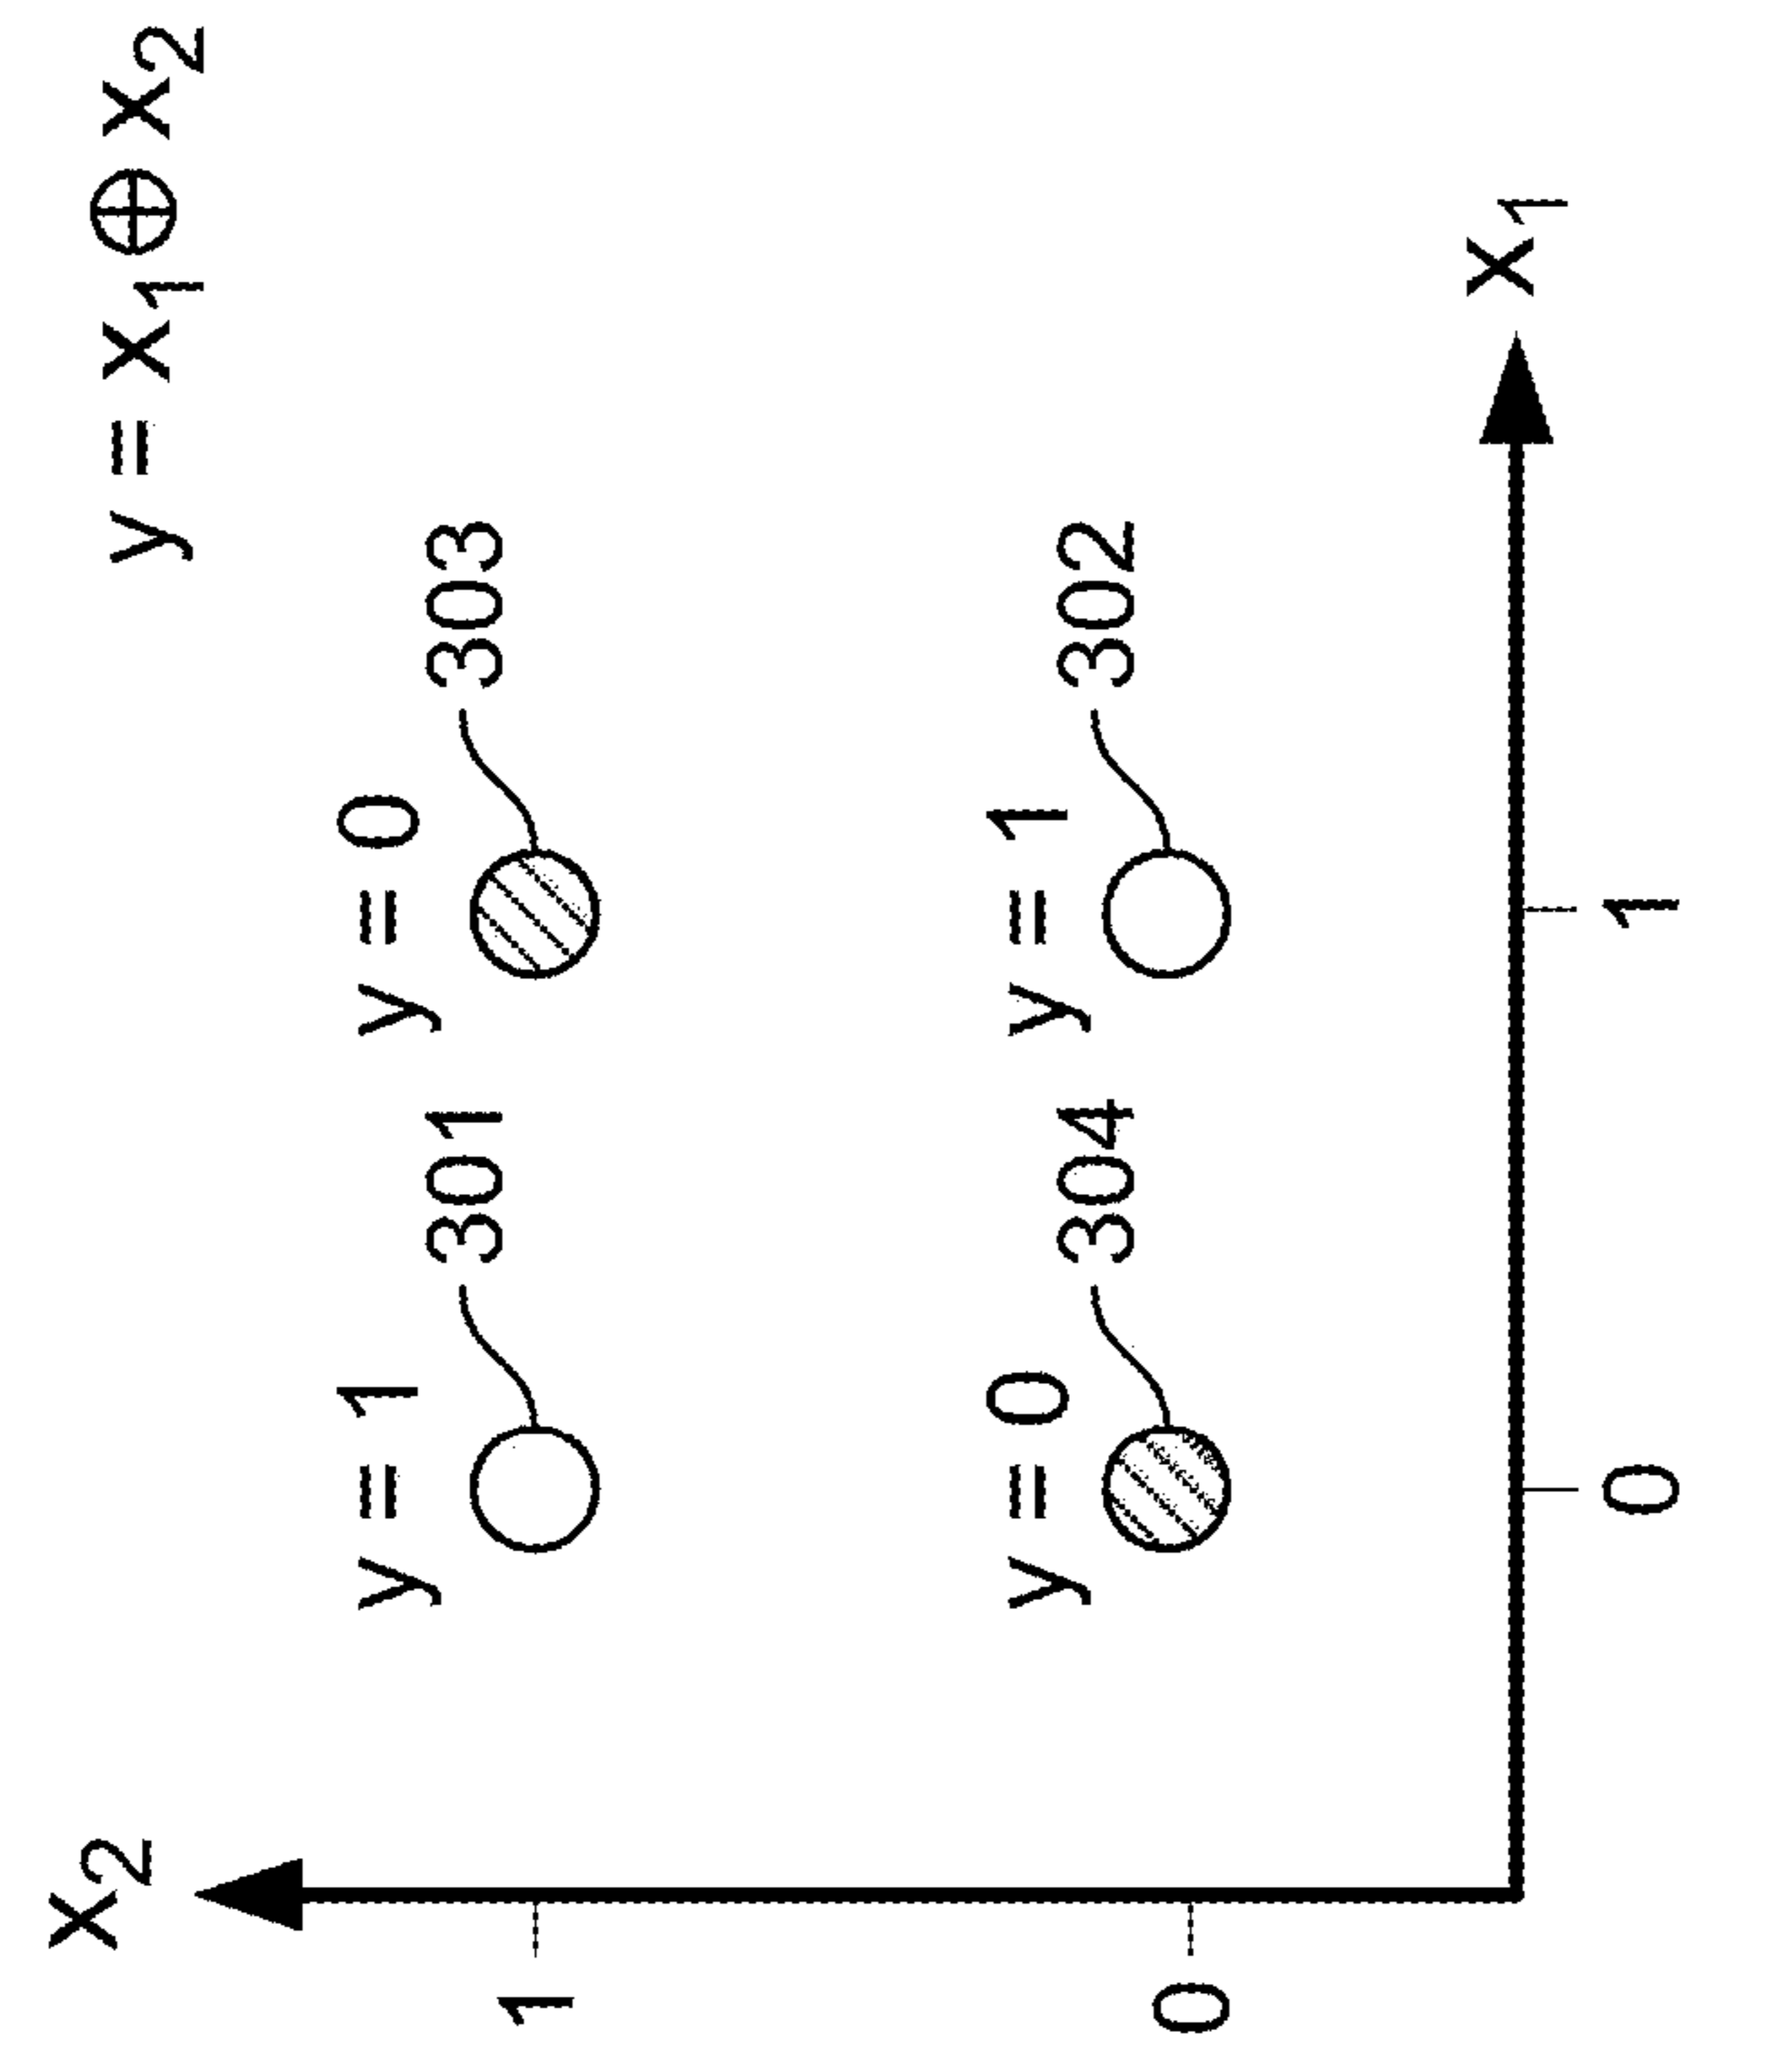 y = x₁ ⊕ x₂
x₂
y = 1
301
y = 0
303
1
y = 0
304
y = 1
302
0
x₁
0
1